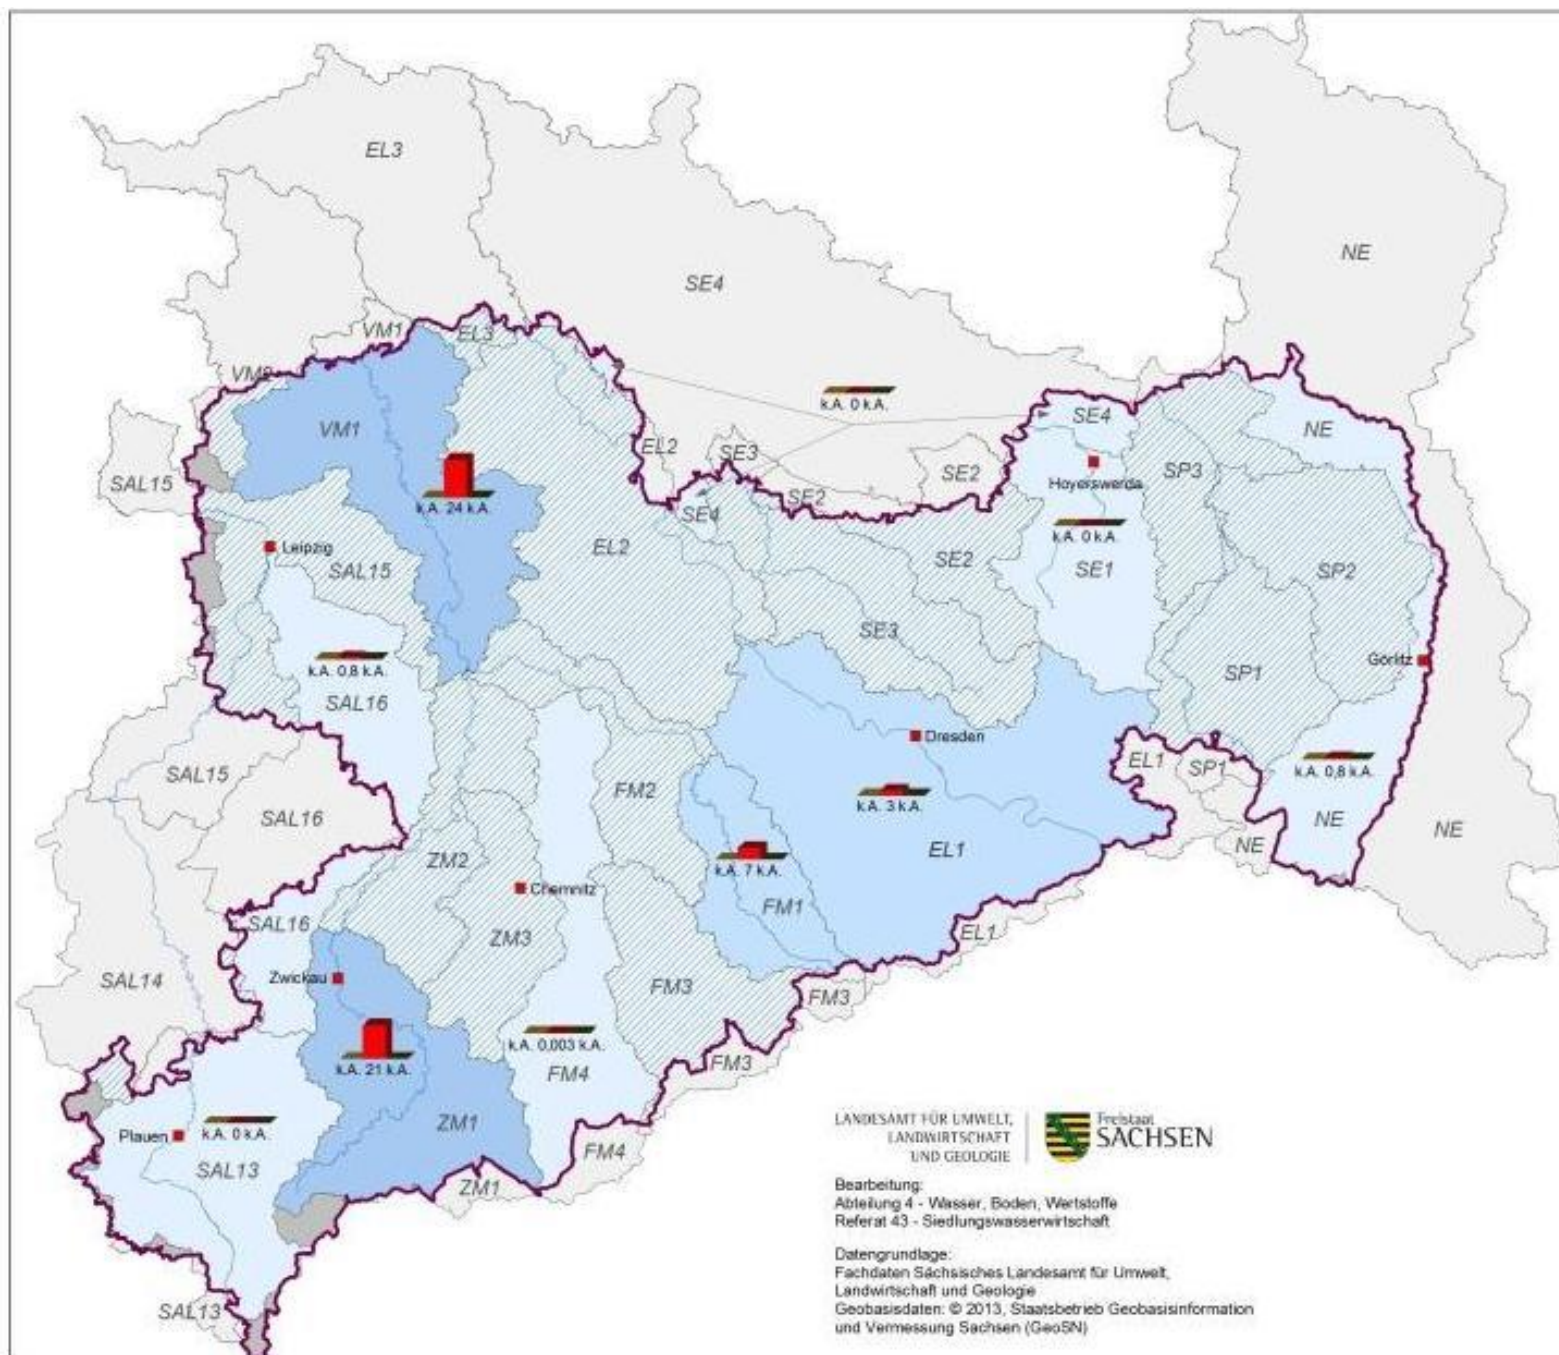 EL3
NE
SE4
VM1
EL3
VM2
k.A. 0 k.A.
SE4
VM1
NE
EL2
SE3
SAL15
SP3
SE2
Hoyerswerda
SE2
k.A. 24 k.A.
SE4
k.A. 0 k.A.
Leipzig
EL2
SE2
SAL15
SE1
SP2
SE3
k.A. 0,8 k.A.
Görlitz
SP1
SAL16
Dresden
EL1
SP1
k.A. 0,8 k.A.
SAL15
FM2
k.A. 3 k.A.
SAL16
NE
NE
EL1
NE
ZM2
k.A. 7 k.A.
Chemnitz
FM1
SAL16
ZM3
EL1
Zwickau
SAL14
FM3
FM3
k.A. 0,003 k.A.
k.A. 21 k.A.
FM4
FM3
k.A. 0 k.A.
ZM1
Plauen
SAL13
FM4
ZM1
SAL13
LANDESAMT FÜR UMWELT,
LANDWIRTSCHAFT
UND GEOLOGIE
Freistaat
SACHSEN
Bearbeitung:
Abteilung 4 - Wasser, Boden, Wertstoffe
Referat 43 - Siedlungswasserwirtschaft
Datengrundlage:
Fachdaten Sächsisches Landesamt für Umwelt,
Landwirtschaft und Geologie
Geobasisdaten: © 2013, Staatsbetrieb Geobasisinformation
und Vermessung Sachsen (GeoSN)